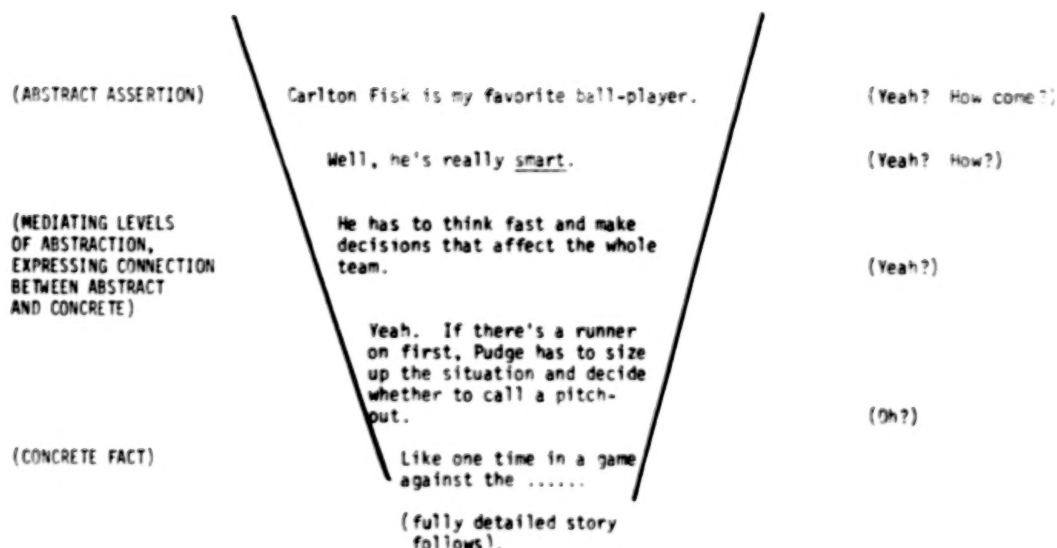 (ABSTRACT ASSERTION) Carlton Fisk is my favorite ball-player. (Yeah? How come?)
Well, he's really smart. (Yeah? How?)
(MEDIATING LEVELS
OF ABSTRACTION,
EXPRESSING CONNECTION
BETWEEN ABSTRACT
AND CONCRETE)
He has to think fast and make
decisions that affect the whole
team.
(Yeah?)
Yeah. If there's a runner
on first, Pudge has to size
up the situation and decide
whether to call a pitch-
out.
(Oh?)
(CONCRETE FACT)
Like one time in a game
against the ......
(fully detailed story
follows).